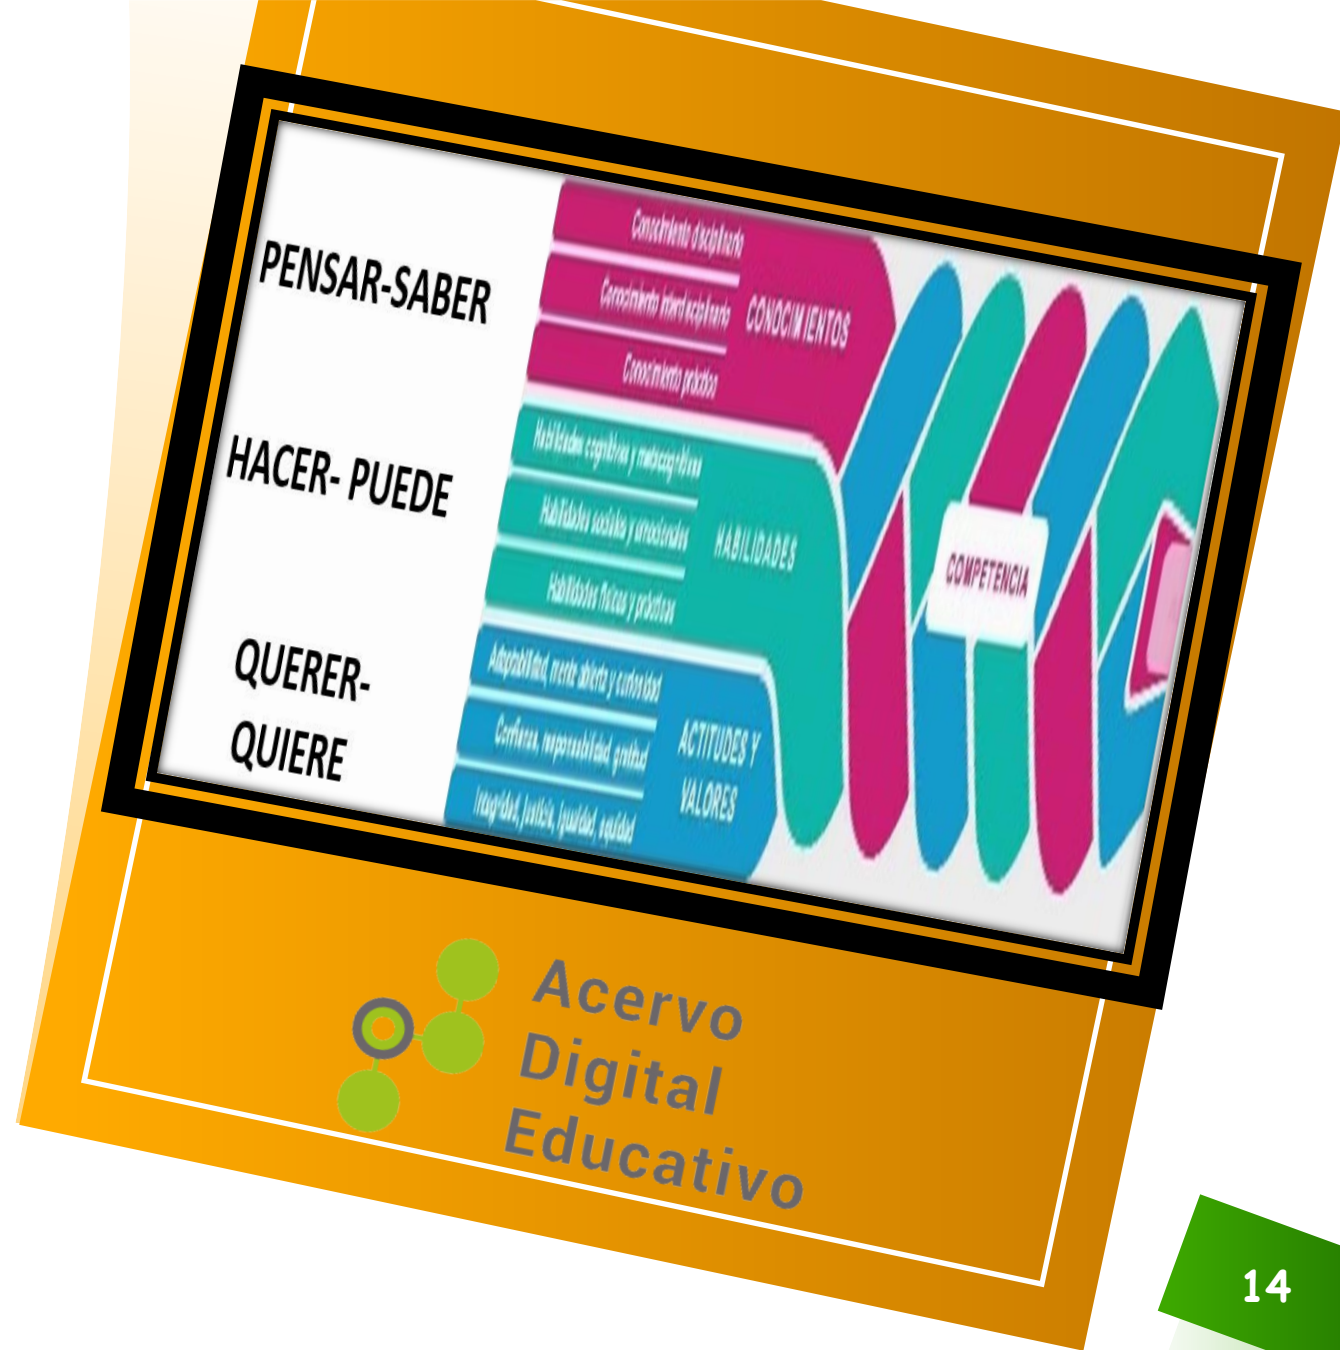 PENSAR-SABER
HACER- PUEDE
QUERER-
QUIERE
Conocimiento disciplinario
Conocimiento interdisciplinario
Conocimiento práctico
CONOCIMIENTOS
Habilidades cognitivas y metacognitivas
Habilidades sociales y emocionales
Habilidades físicas y prácticas
HABILIDADES
Adaptabilidad, mente abierta y curiosidad
Confianza, responsabilidad, gratitud
Integridad, justicia, igualdad, equidad
ACTITUDES Y
VALORES
COMPETENCIA
Acervo
Digital
Educativo
14